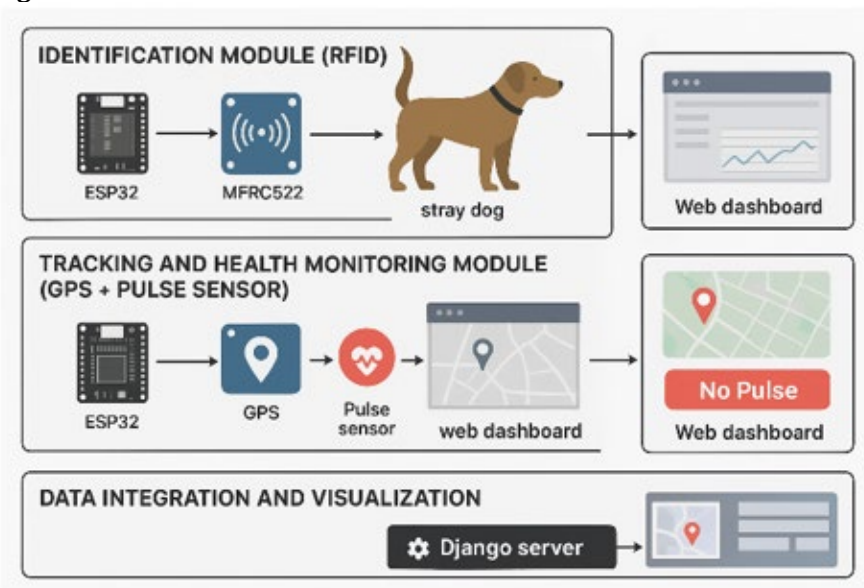 IDENTIFICATION MODULE (RFID)
ESP32
MFRC522
stray dog
Web dashboard
TRACKING AND HEALTH MONITORING MODULE
(GPS + PULSE SENSOR)
ESP32
GPS
Pulse
sensor
web dashboard
No Pulse
Web dashboard
DATA INTEGRATION AND VISUALIZATION
Django server